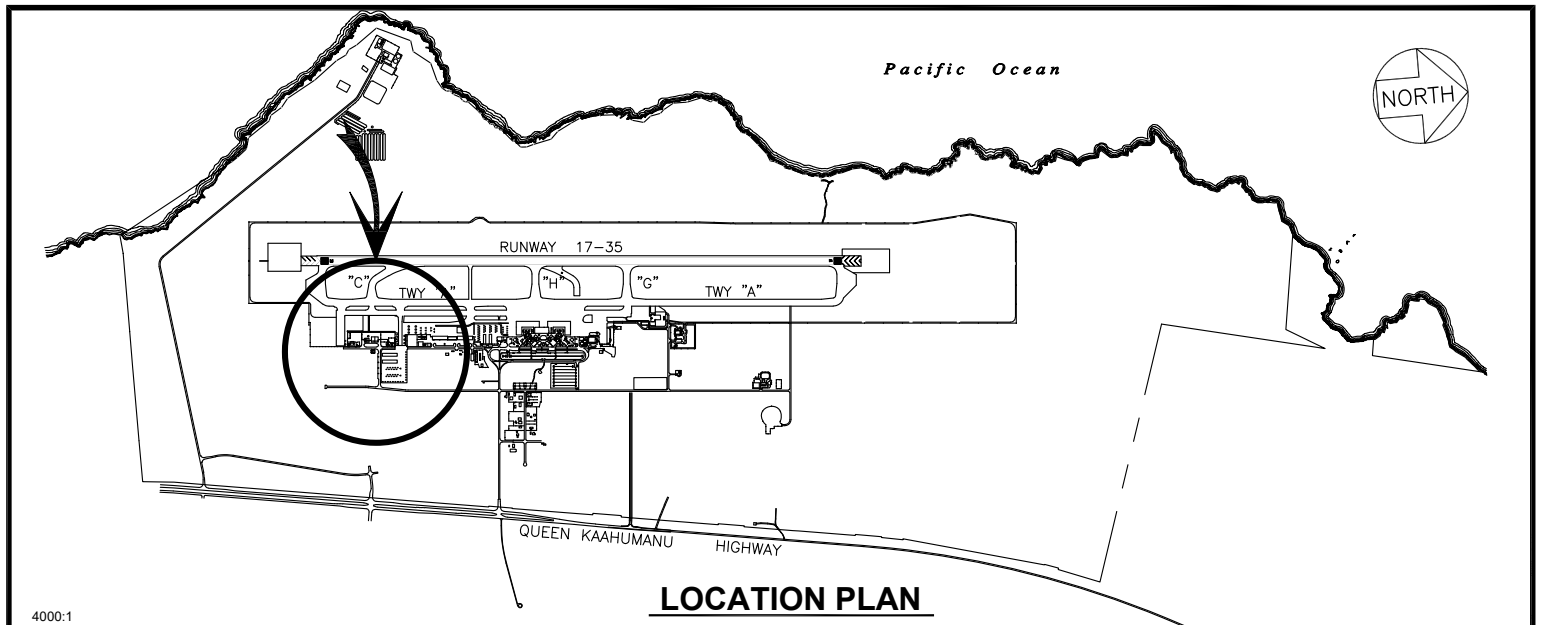 Pacific Ocean
NORTH
RUNWAY 17-35
"C"
"H"
"G"
TWY "A"
TWY "A"
QUEEN KAAHUMANU HIGHWAY
LOCATION PLAN
4000:1